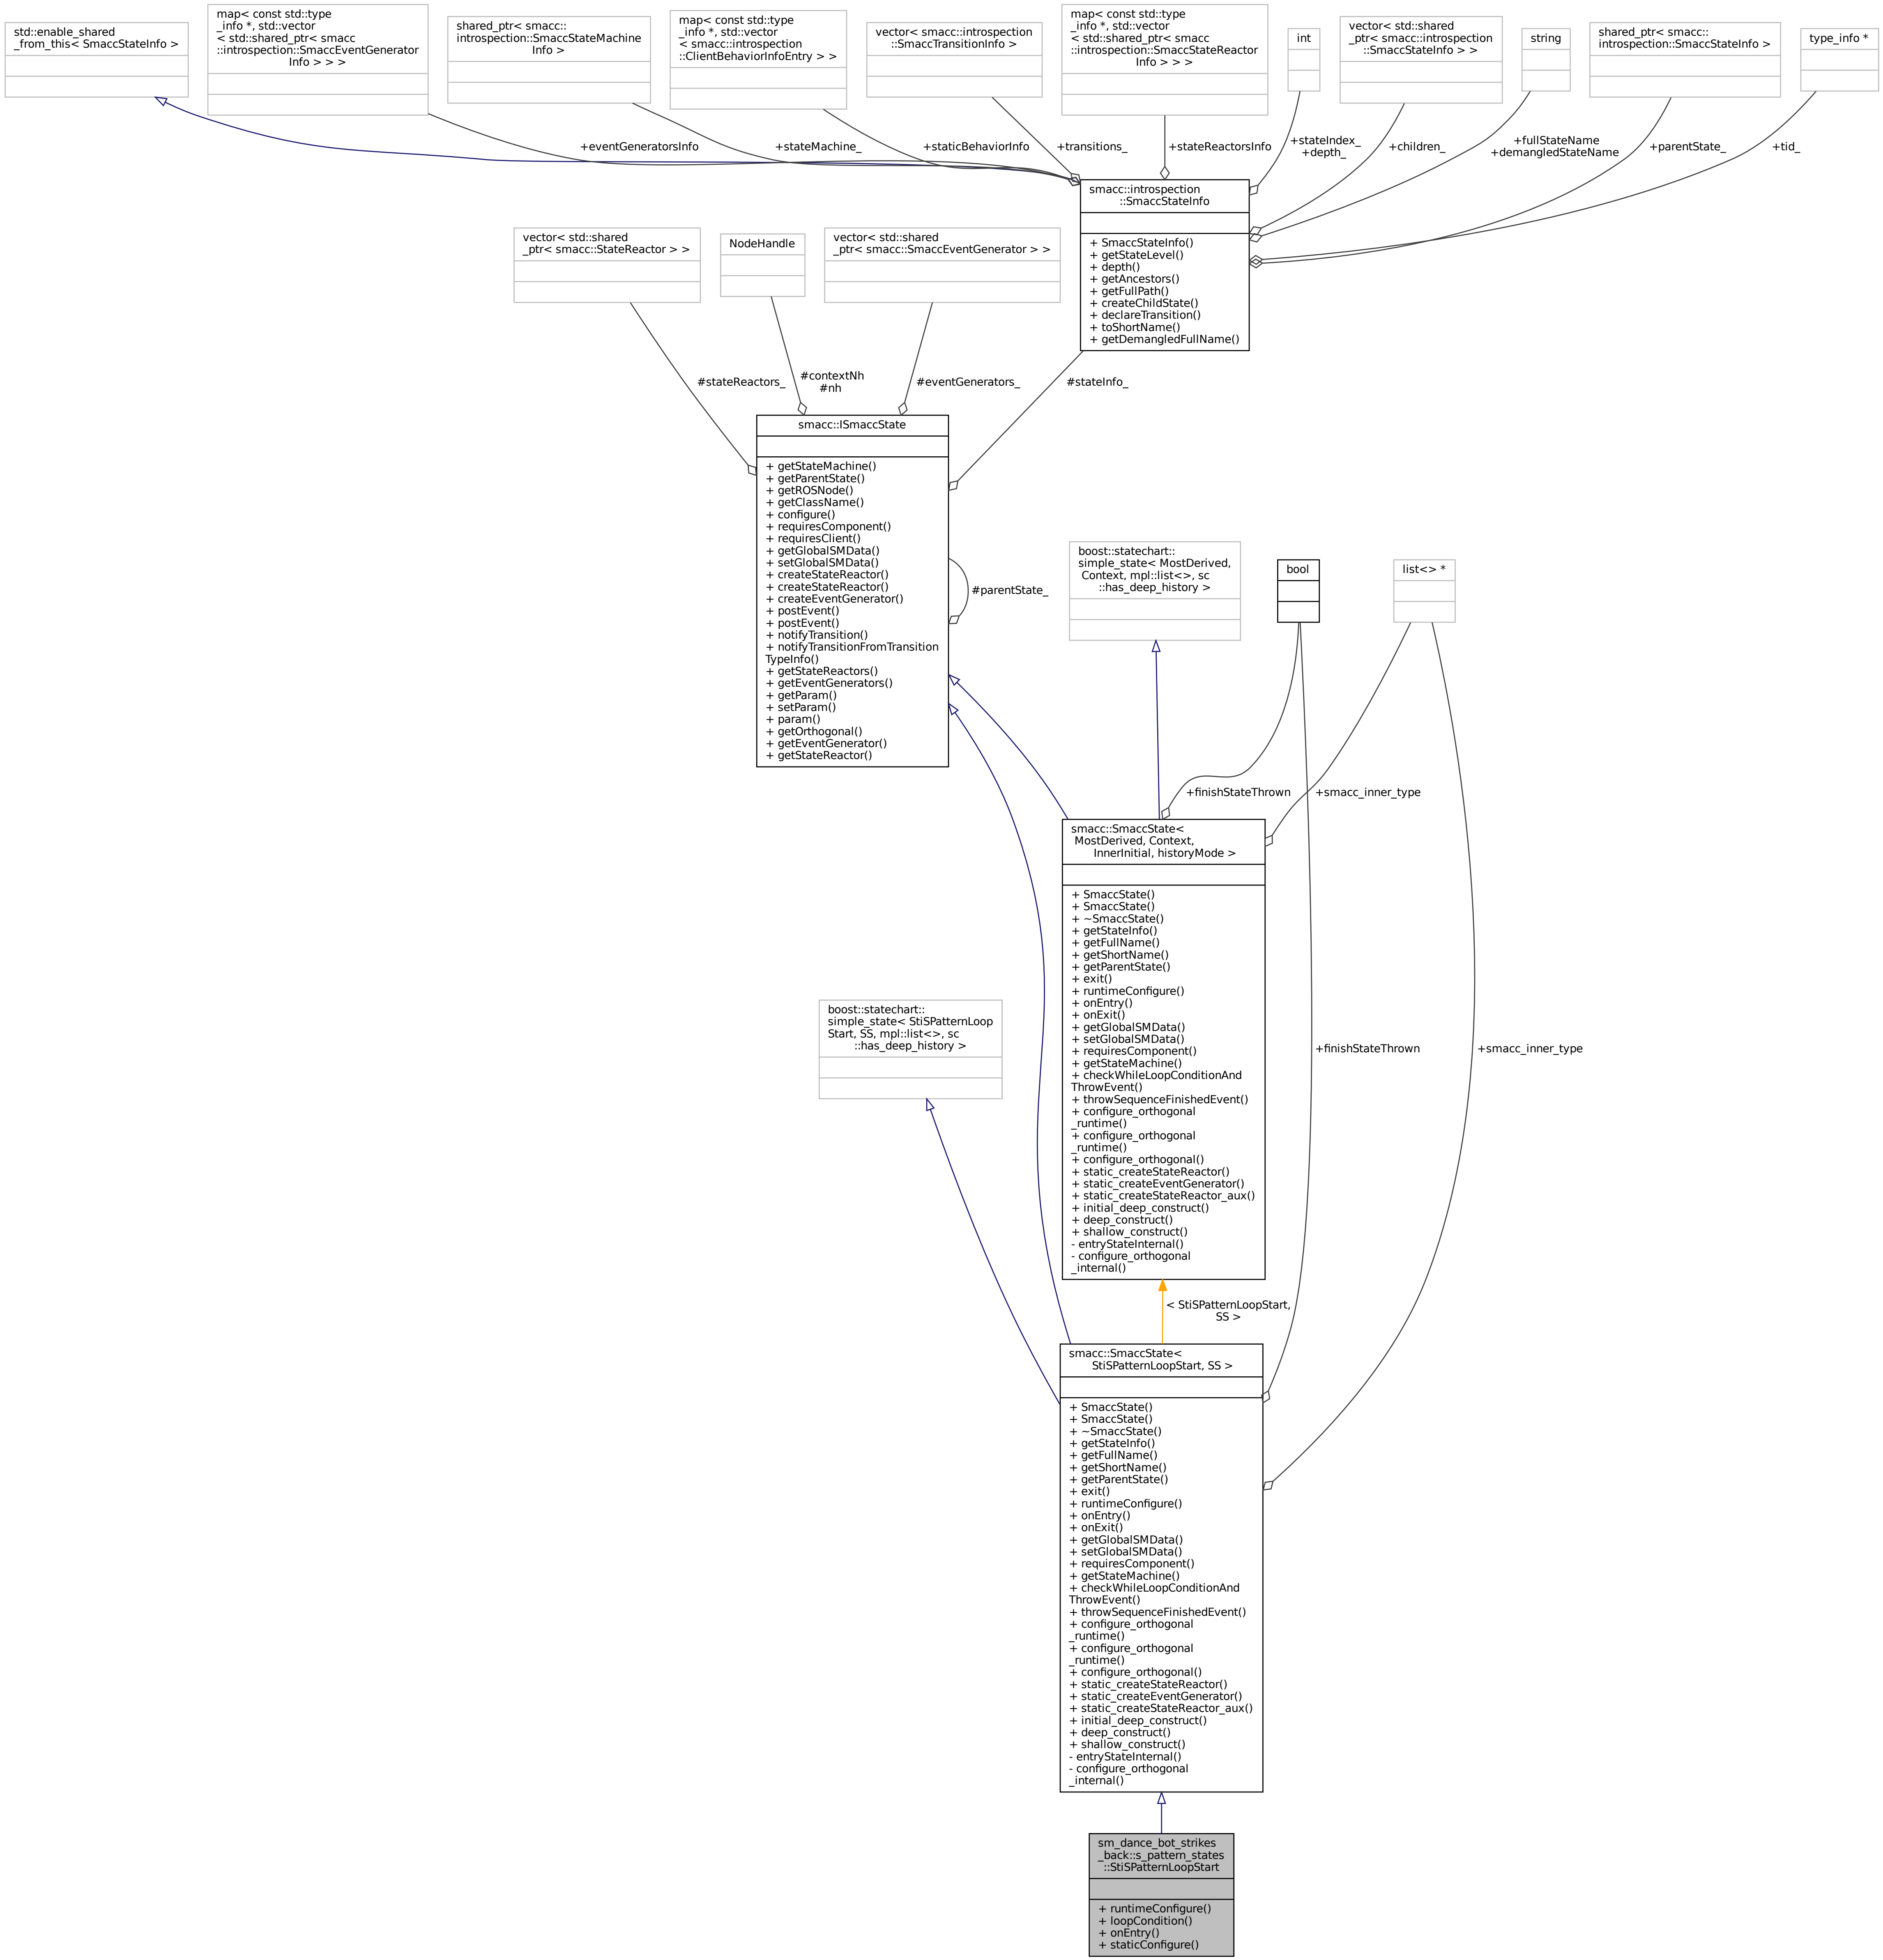 std::enable_shared
_from_this< SmaccStateInfo >
map< const std::type
_info *, std::vector
< std::shared_ptr< smacc
::introspection::SmaccEventGenerator
Info > > >
shared_ptr< smacc::
introspection::SmaccStateMachine
Info >
map< const std::type
_info *, std::vector
< smacc::introspection
::ClientBehaviorInfoEntry > >
vector< smacc::introspection
::SmaccTransitionInfo >
map< const std::type
_info *, std::vector
< std::shared_ptr< smacc
::introspection::SmaccStateReactor
Info > > >
int
vector< std::shared
_ptr< smacc::introspection
::SmaccStateInfo > >
string
shared_ptr< smacc::
introspection::SmaccStateInfo >
type_info *
+eventGeneratorsInfo
+stateMachine_
+staticBehaviorInfo
+transitions_
+stateReactorsInfo
+stateIndex_
+depth_
+children_
+fullStateName
+demangledStateName
+parentState_
+tid_
smacc::introspection
::SmaccStateInfo
+ SmaccStateInfo()
+ getStateLevel()
+ depth()
+ getAncestors()
+ getFullPath()
+ createChildState()
+ declareTransition()
+ toShortName()
+ getDemangledFullName()
vector< std::shared
_ptr< smacc::StateReactor > >
NodeHandle
vector< std::shared
_ptr< smacc::SmaccEventGenerator > >
#stateReactors_
#contextNh
#nh
#eventGenerators_
#stateInfo_
smacc::ISmaccState
+ getStateMachine()
+ getParentState()
+ getROSNode()
+ getClassName()
+ configure()
+ requiresComponent()
+ requiresClient()
+ getGlobalSMData()
+ setGlobalSMData()
+ createStateReactor()
+ createStateReactor()
+ createEventGenerator()
+ postEvent()
+ postEvent()
+ notifyTransition()
+ notifyTransitionFromTransition
TypeInfo()
+ getStateReactors()
+ getEventGenerators()
+ getParam()
+ setParam()
+ param()
+ getOrthogonal()
+ getEventGenerator()
+ getStateReactor()
#parentState_
boost::statechart::
simple_state< MostDerived,
Context, mpl::list<>, sc
::has_deep_history >
bool
list<> *
+finishStateThrown
+smacc_inner_type
smacc::SmaccState<
MostDerived, Context,
InnerInitial, historyMode >
+ SmaccState()
+ SmaccState()
+ ~SmaccState()
+ getStateInfo()
+ getFullName()
+ getShortName()
+ getParentState()
+ exit()
+ runtimeConfigure()
+ onEntry()
+ onExit()
+ getGlobalSMData()
+ setGlobalSMData()
+ requiresComponent()
+ getStateMachine()
+ checkWhileLoopConditionAnd
ThrowEvent()
+ throwSequenceFinishedEvent()
+ configure_orthogonal
_runtime()
+ configure_orthogonal
_runtime()
+ configure_orthogonal()
+ static_createStateReactor()
+ static_createEventGenerator()
+ static_createStateReactor_aux()
+ initial_deep_construct()
+ deep_construct()
+ shallow_construct()
- entryStateInternal()
- configure_orthogonal
_internal()
boost::statechart::
simple_state< StiSPatternLoop
Start, SS, mpl::list<>, sc
::has_deep_history >
+finishStateThrown
+smacc_inner_type
< StiSPatternLoopStart,
SS >
smacc::SmaccState<
StiSPatternLoopStart, SS >
+ SmaccState()
+ SmaccState()
+ ~SmaccState()
+ getStateInfo()
+ getFullName()
+ getShortName()
+ getParentState()
+ exit()
+ runtimeConfigure()
+ onEntry()
+ onExit()
+ getGlobalSMData()
+ setGlobalSMData()
+ requiresComponent()
+ getStateMachine()
+ checkWhileLoopConditionAnd
ThrowEvent()
+ throwSequenceFinishedEvent()
+ configure_orthogonal
_runtime()
+ configure_orthogonal
_runtime()
+ configure_orthogonal()
+ static_createStateReactor()
+ static_createEventGenerator()
+ static_createStateReactor_aux()
+ initial_deep_construct()
+ deep_construct()
+ shallow_construct()
- entryStateInternal()
- configure_orthogonal
_internal()
sm_dance_bot_strikes
_back::s_pattern_states
::StiSPatternLoopStart
+ runtimeConfigure()
+ loopCondition()
+ onEntry()
+ staticConfigure()